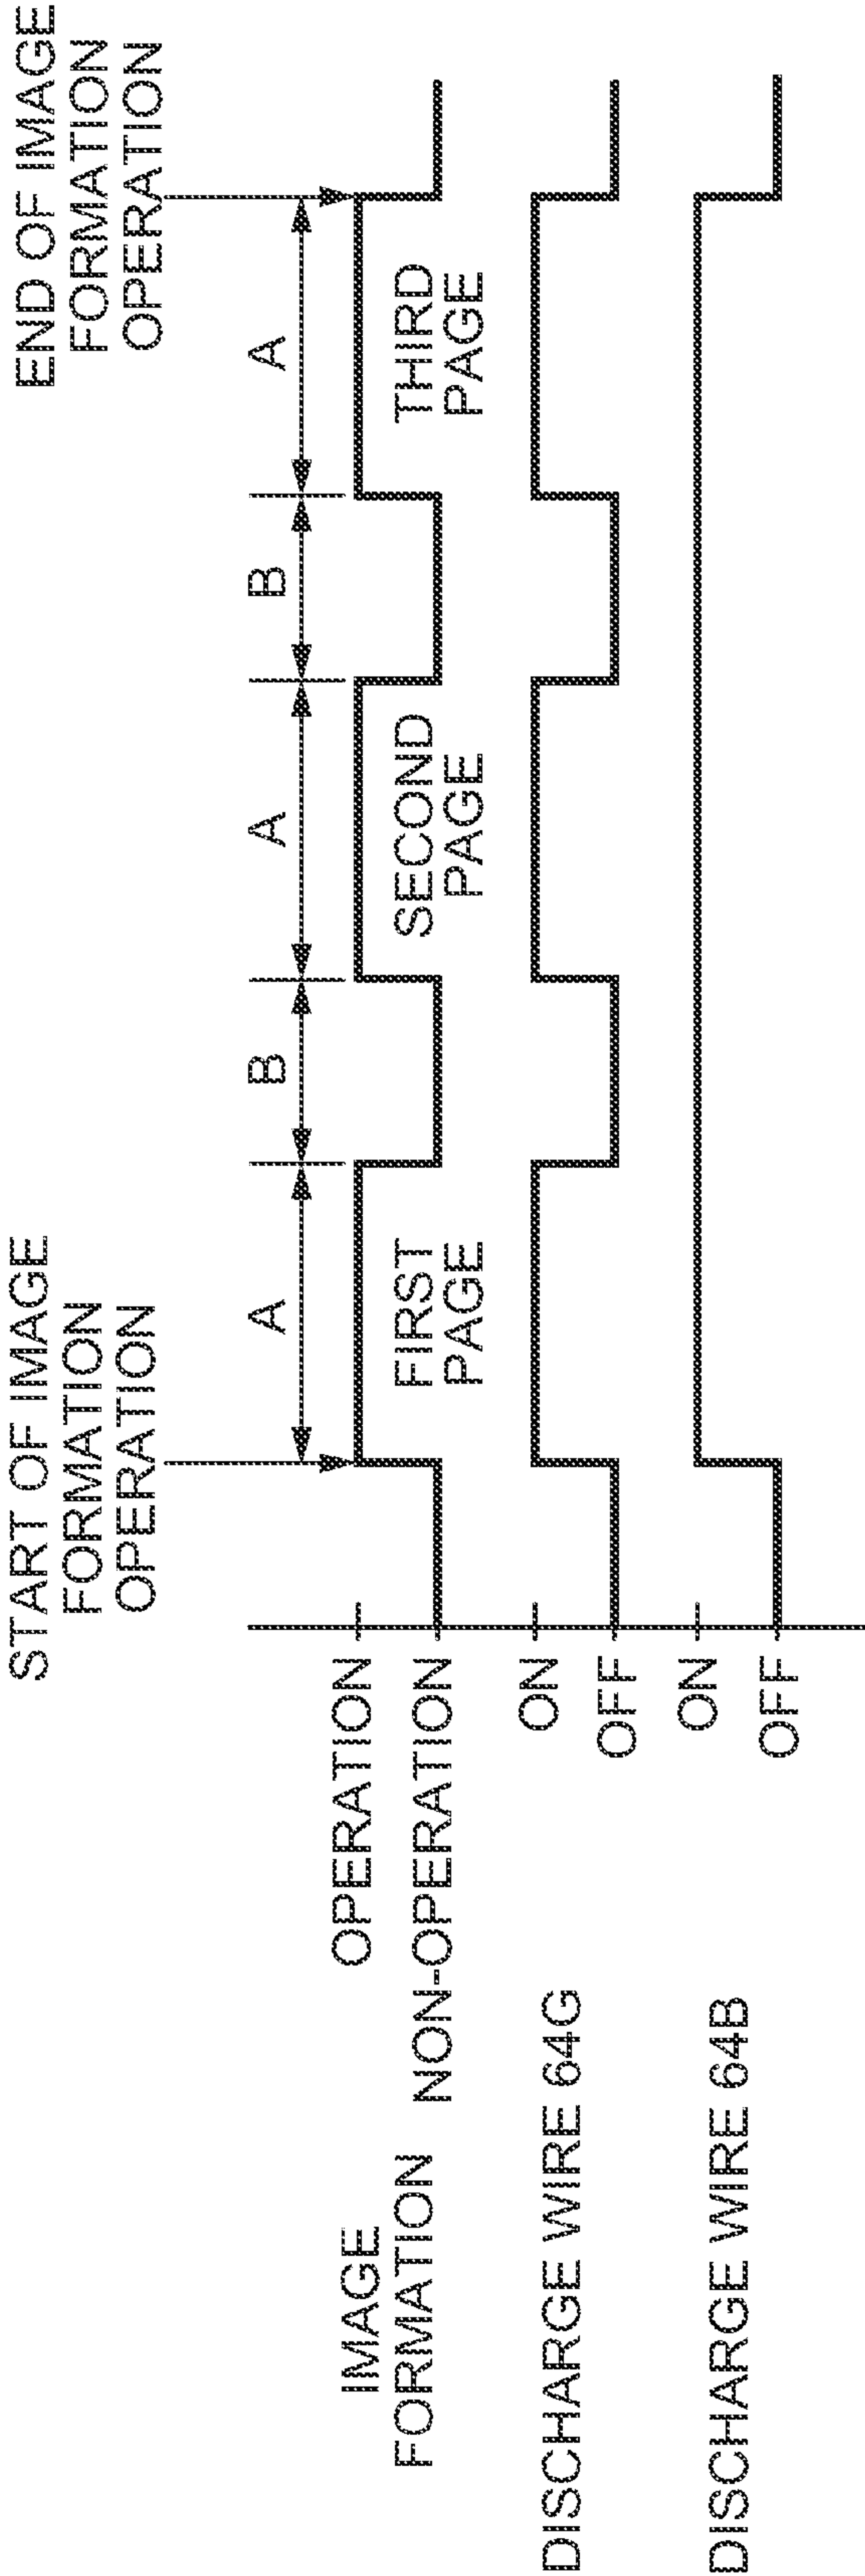 START OF IMAGE
FORMATION
OPERATION
END OF IMAGE
FORMATION
OPERATION
A
B
A
B
A
IMAGE
FORMATION
OPERATION
NON-OPERATION
FIRST
PAGE
SECOND
PAGE
THIRD
PAGE
DISCHARGE WIRE 64G
ON
OFF
DISCHARGE WIRE 64B
ON
OFF